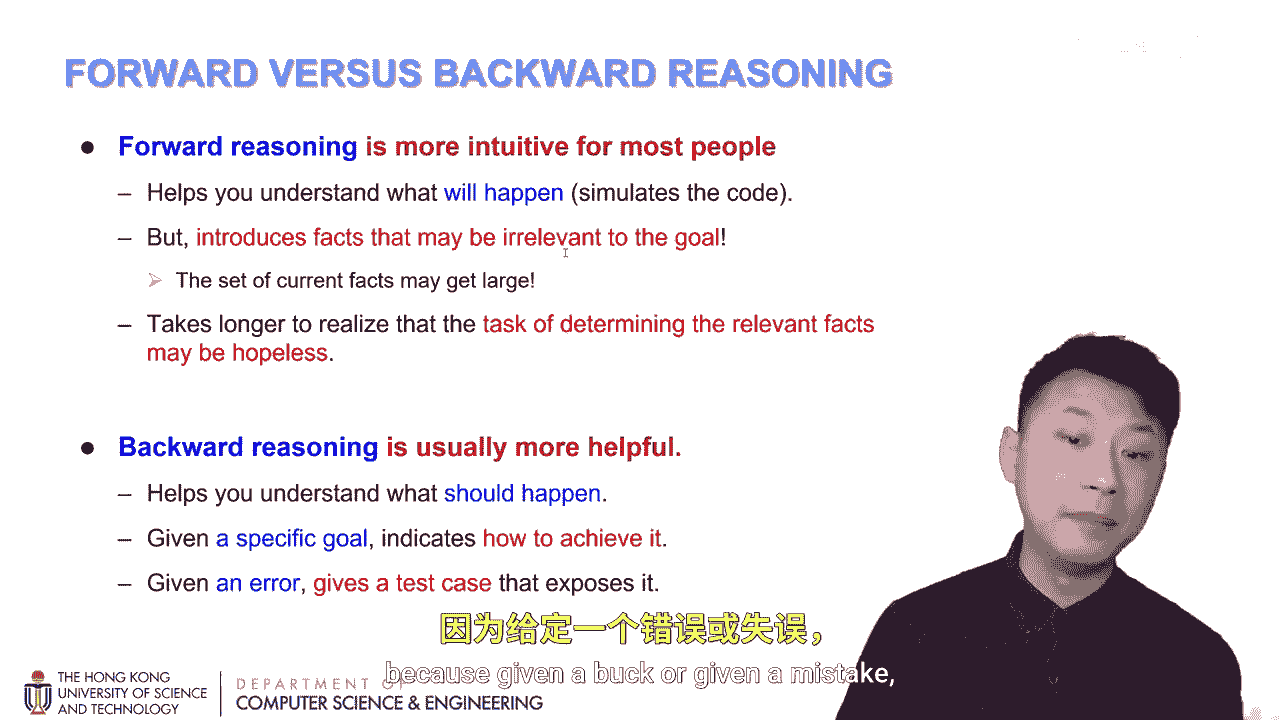 FORWARD VERSUS BACKWARD REASONING
● Forward reasoning is more intuitive for most people
– Helps you understand what will happen (simulates the code).
– But, introduces facts that may be irrelevant to the goal!
➢ The set of current facts may get large!
– Takes longer to realize that the task of determining the relevant facts
may be hopeless.
● Backward reasoning is usually more helpful.
– Helps you understand what should happen.
– Given a specific goal, indicates how to achieve it.
– Given an error, gives a test case that exposes it.
因为给定一个错误或失误，
because given a buck or given a mistake,
THE HONG KONG
UNIVERSITY OF SCIENCE
AND TECHNOLOGY
DEPARTMENT OF
COMPUTER SCIENCE & ENGINEERING